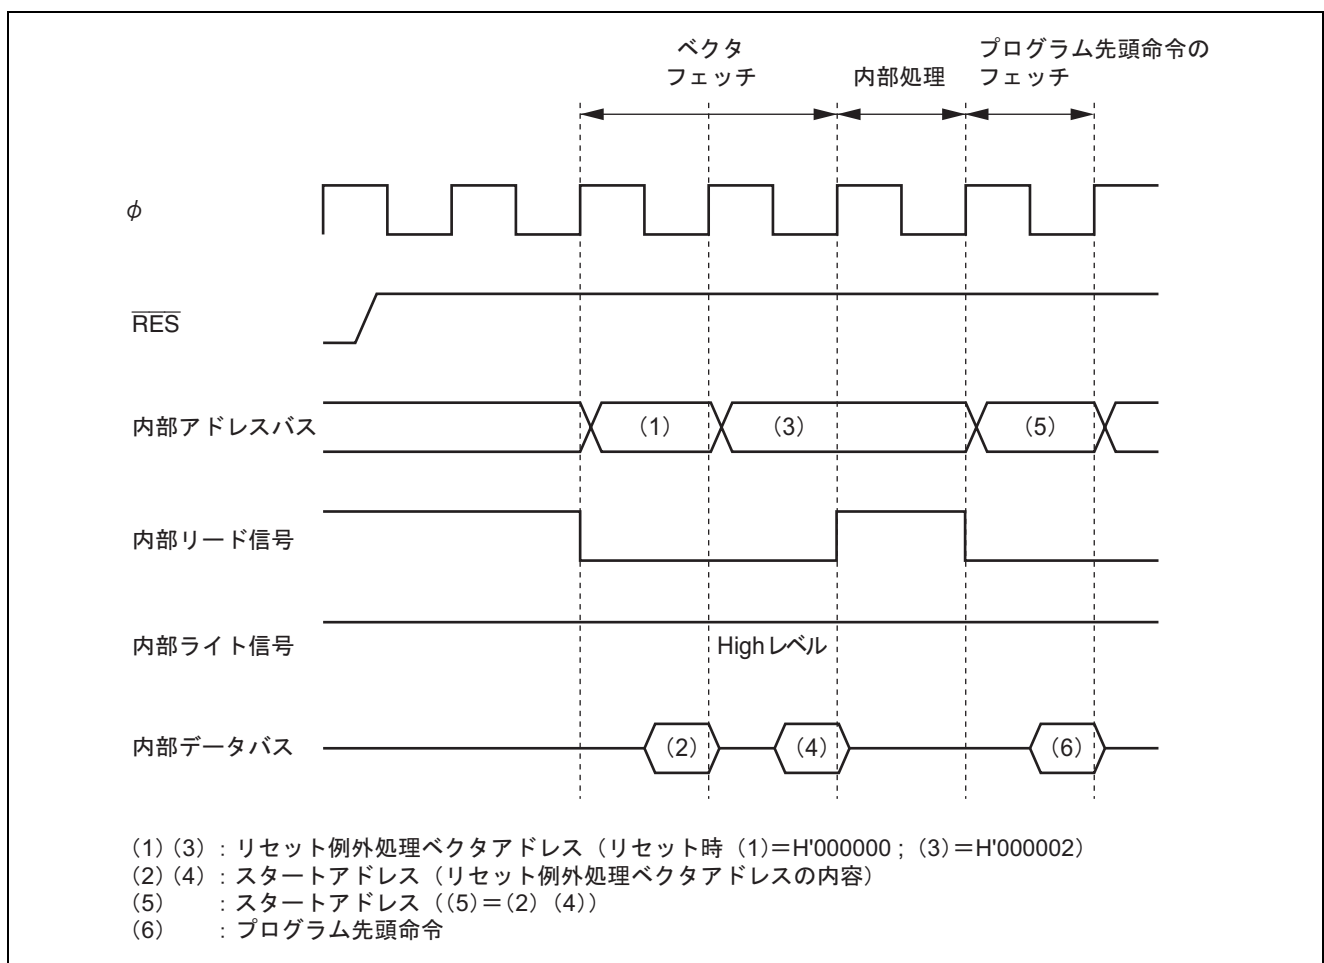 ベクタ
フェッチ
内部処理
プログラム先頭命令の
フェッチ
φ
RES
内部アドレスバス
(1)
(3)
(5)
内部リード信号
内部ライト信号
Highレベル
内部データバス
(2)
(4)
(6)
(1)(3) : リセット例外処理ベクタアドレス（リセット時 (1)＝H'000000 ; (3)＝H'000002）
(2)(4) : スタートアドレス（リセット例外処理ベクタアドレスの内容）
(5) : スタートアドレス（(5)＝(2) (4)）
(6) : プログラム先頭命令